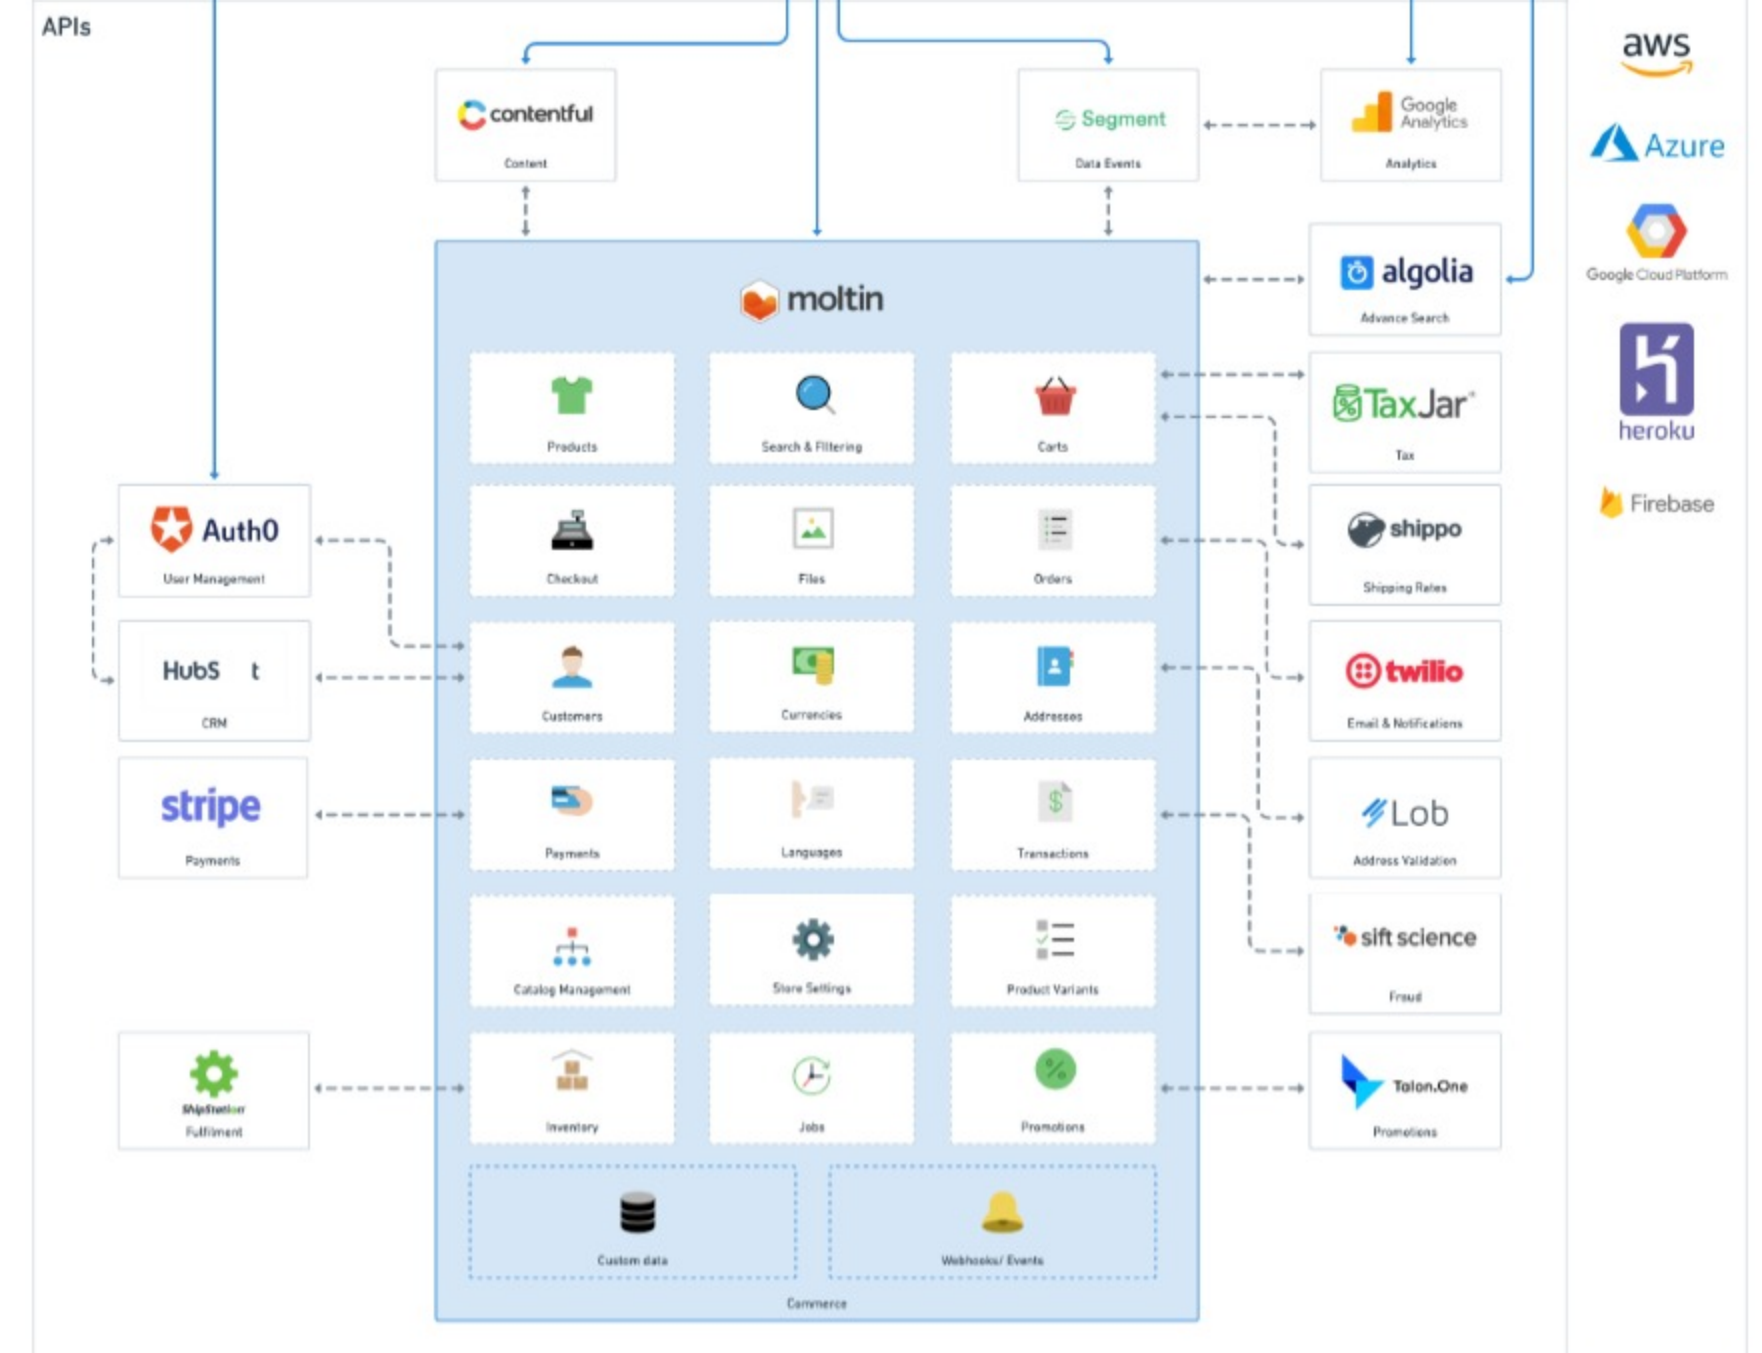 APIs
contentful
Content
Segment
Data Events
Google
Analytics
Analytics
aws
Azure
Google Cloud Platform
heroku
Firebase
moltin
algolia
Advance Search
Products
Search & Filtering
Carts
TaxJar
Tax
Auth0
User Management
Checkout
Files
Orders
shippo
Shipping Rates
HubS t
CRM
Customers
Currencies
Addresses
twilio
Email & Notifications
stripe
Payments
Payments
Languages
Transactions
$
Lob
Address Validation
Catalog Management
Store Settings
Product Variants
sift science
Fraud
ShipStation
Fulfilment
Inventory
Jobs
%
Promotions
Talon.One
Promotions
Custom data
Webhooks/ Events
Commerce